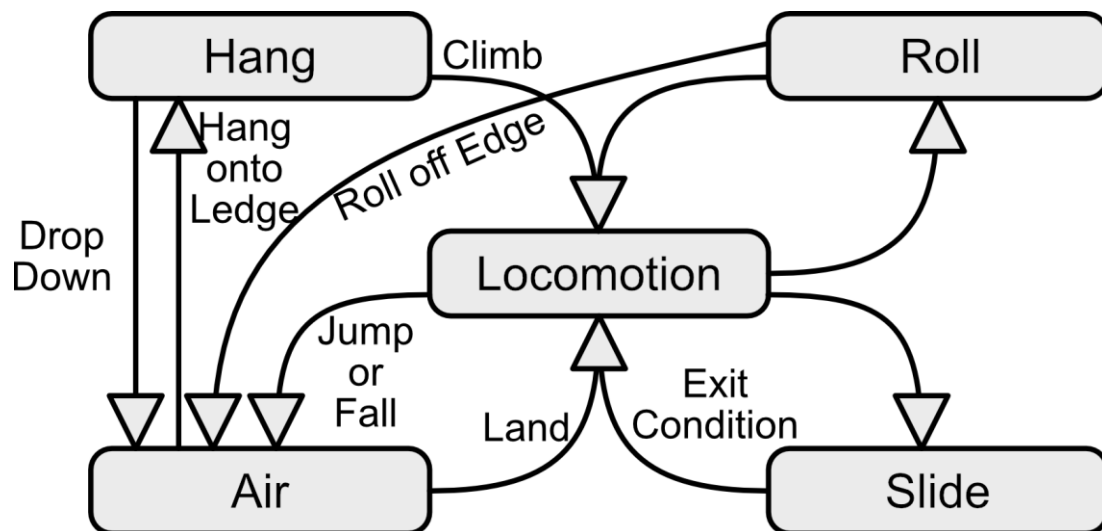 Hang
Climb
Roll
Hang
onto
Ledge
Roll off Edge
Drop
Down
Locomotion
Jump
or
Fall
Land
Exit
Condition
Air
Slide